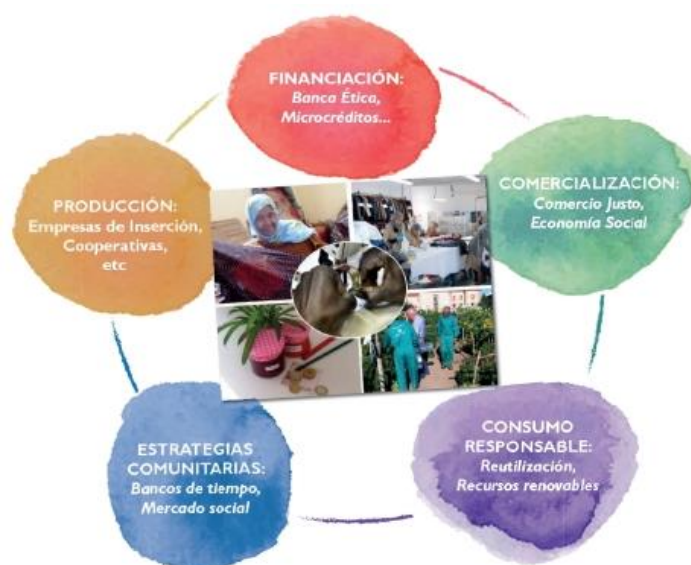 FINANCIACIÓN:
Banca Ética,
Microcréditos...
COMERCIALIZACIÓN:
Comercio Justo,
Economía Social
CONSUMO
RESPONSABLE:
Reutilización,
Recursos renovables
ESTRATEGIAS
COMUNITARIAS:
Bancos de tiempo,
Mercado social
PRODUCCIÓN:
Empresas de Inserción,
Cooperativas,
etc